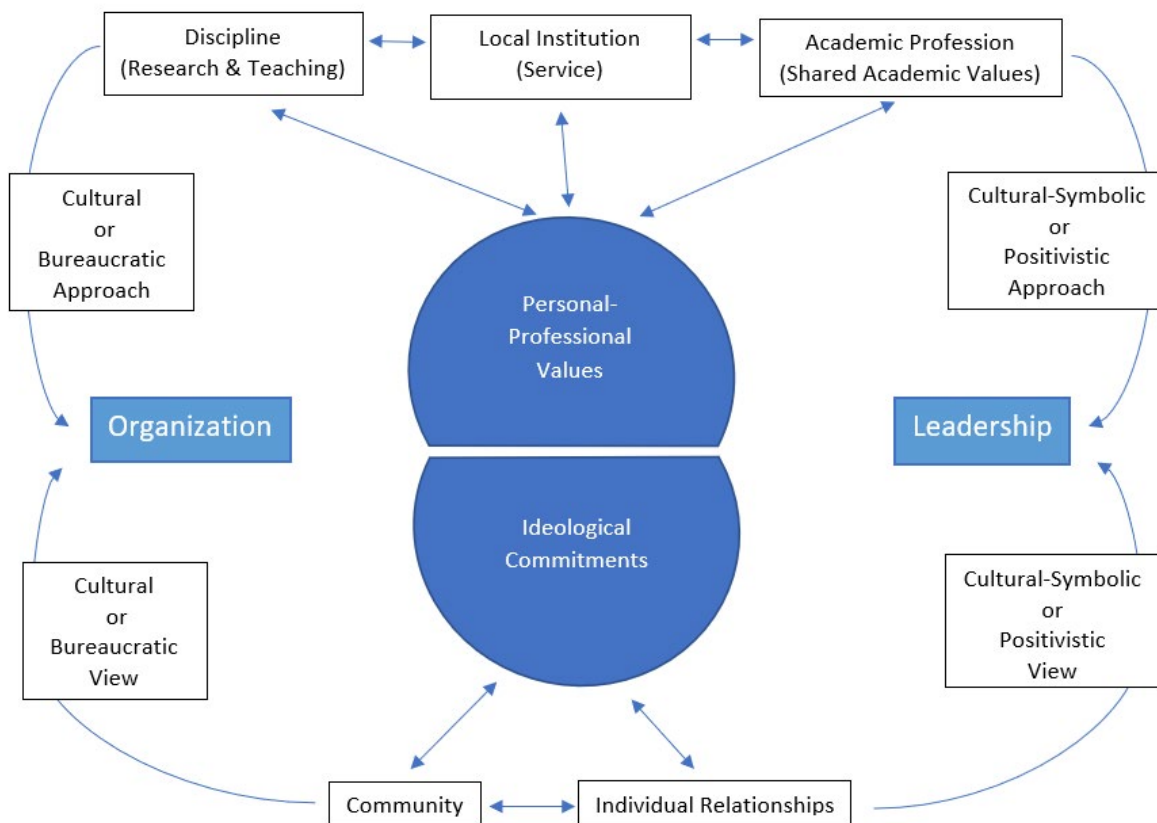 Discipline
(Research & Teaching)
Local Institution
(Service)
Academic Profession
(Shared Academic Values)
Cultural
or
Bureaucratic
Approach
Cultural-Symbolic
or
Positivistic
Approach
Personal-
Professional
Values
Organization
Leadership
Ideological
Commitments
Cultural
or
Bureaucratic
View
Cultural-Symbolic
or
Positivistic
View
Community
Individual Relationships